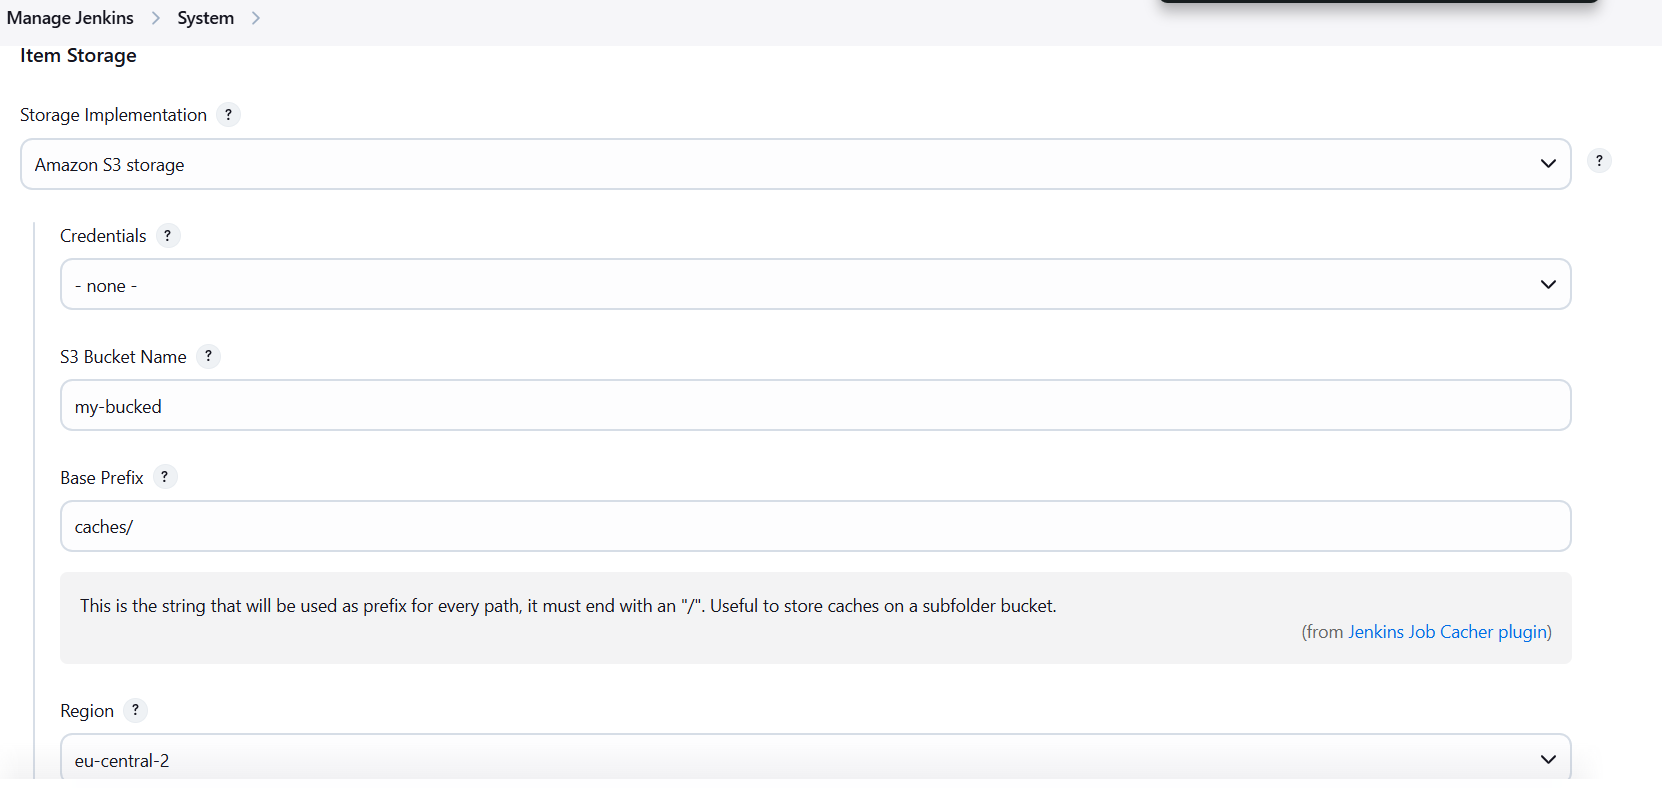 Manage Jenkins > System >
Item Storage
Storage Implementation ?
Amazon S3 storage
?
Credentials ?
- none -
S3 Bucket Name ?
my-bucked
Base Prefix ?
caches/
This is the string that will be used as prefix for every path, it must end with an "/". Useful to store caches on a subfolder bucket.
(from Jenkins Job Cacher plugin)
Region ?
eu-central-2